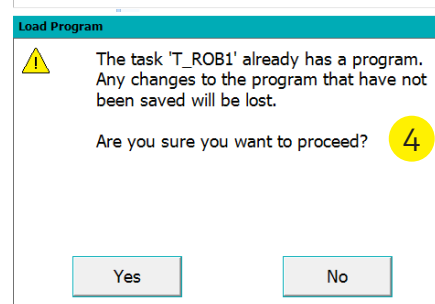 Load Program
The task 'T_ROB1' already has a program.
Any changes to the program that have not
been saved will be lost.
Are you sure you want to proceed?
4
Yes
No